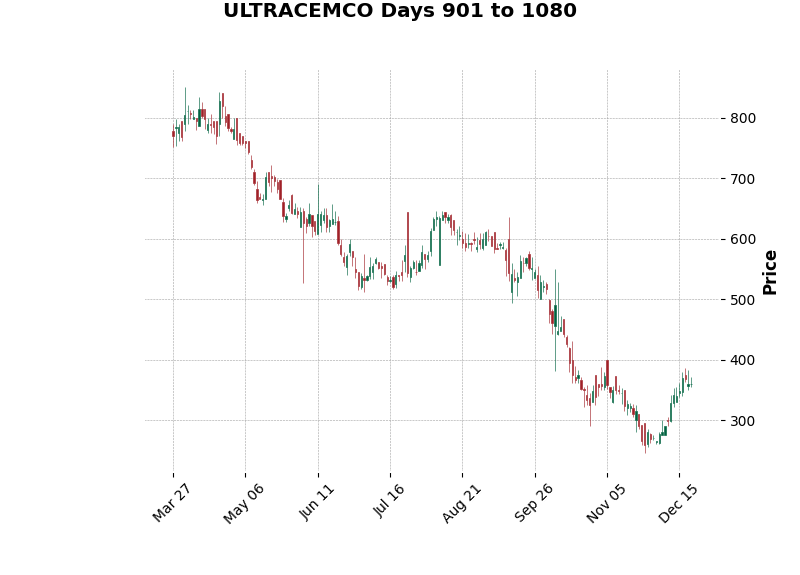 ULTRACEMCO Days 901 to 1080
800
700
600
500
400
300
Price
Mar 27
May 06
Jun 11
Jul 16
Aug 21
Sep 26
Nov 05
Dec 15